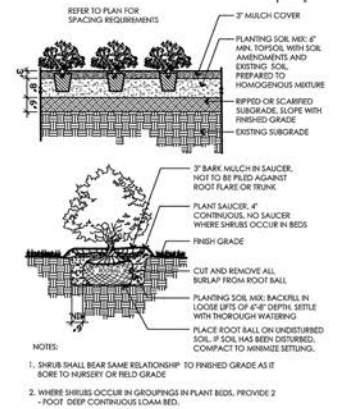 REFER TO PLAN FOR
SPACING REQUIREMENTS
3" MULCH COVER
PLANTING SOIL MIX: 6"
MIN. TOPSOIL WITH SOIL
AMENDMENTS AND
EXISTING SOIL,
PREPARED TO
HOMOGENOUS MIXTURE
RIPPED OR SCARIFIED
SUBGRADE, SLOPE WITH
FINISHED GRADE
EXISTING SUBGRADE
3"
8"
6"
3" BARK MULCH IN SAUCER,
NOT TO BE PILED AGAINST
ROOT FLARE OR TRUNK
PLANT SAUCER, 4"
CONTINUOUS, NO SAUCER
WHERE SHRUBS OCCUR IN BEDS
FINISH GRADE
CUT AND REMOVE ALL
BURLAP FROM ROOT BALL
PLANTING SOIL MIX: BACKFILL IN
LOOSE LIFTS OF 6"-8" DEPTH. SETTLE
WITH THOROUGH WATERING
PLACE ROOT BALL ON UNDISTURBED
SOIL. IF SOIL HAS BEEN DISTURBED,
COMPACT TO MINIMIZE SETTLING.
NOTES:
1. SHRUB SHALL BEAR SAME RELATIONSHIP TO FINISHED GRADE AS IT
BORE TO NURSERY OR FIELD GRADE
2. WHERE SHRUBS OCCUR IN GROUPINGS IN PLANT BEDS, PROVIDE 2
- FOOT DEEP CONTINUOUS LOAM BED.